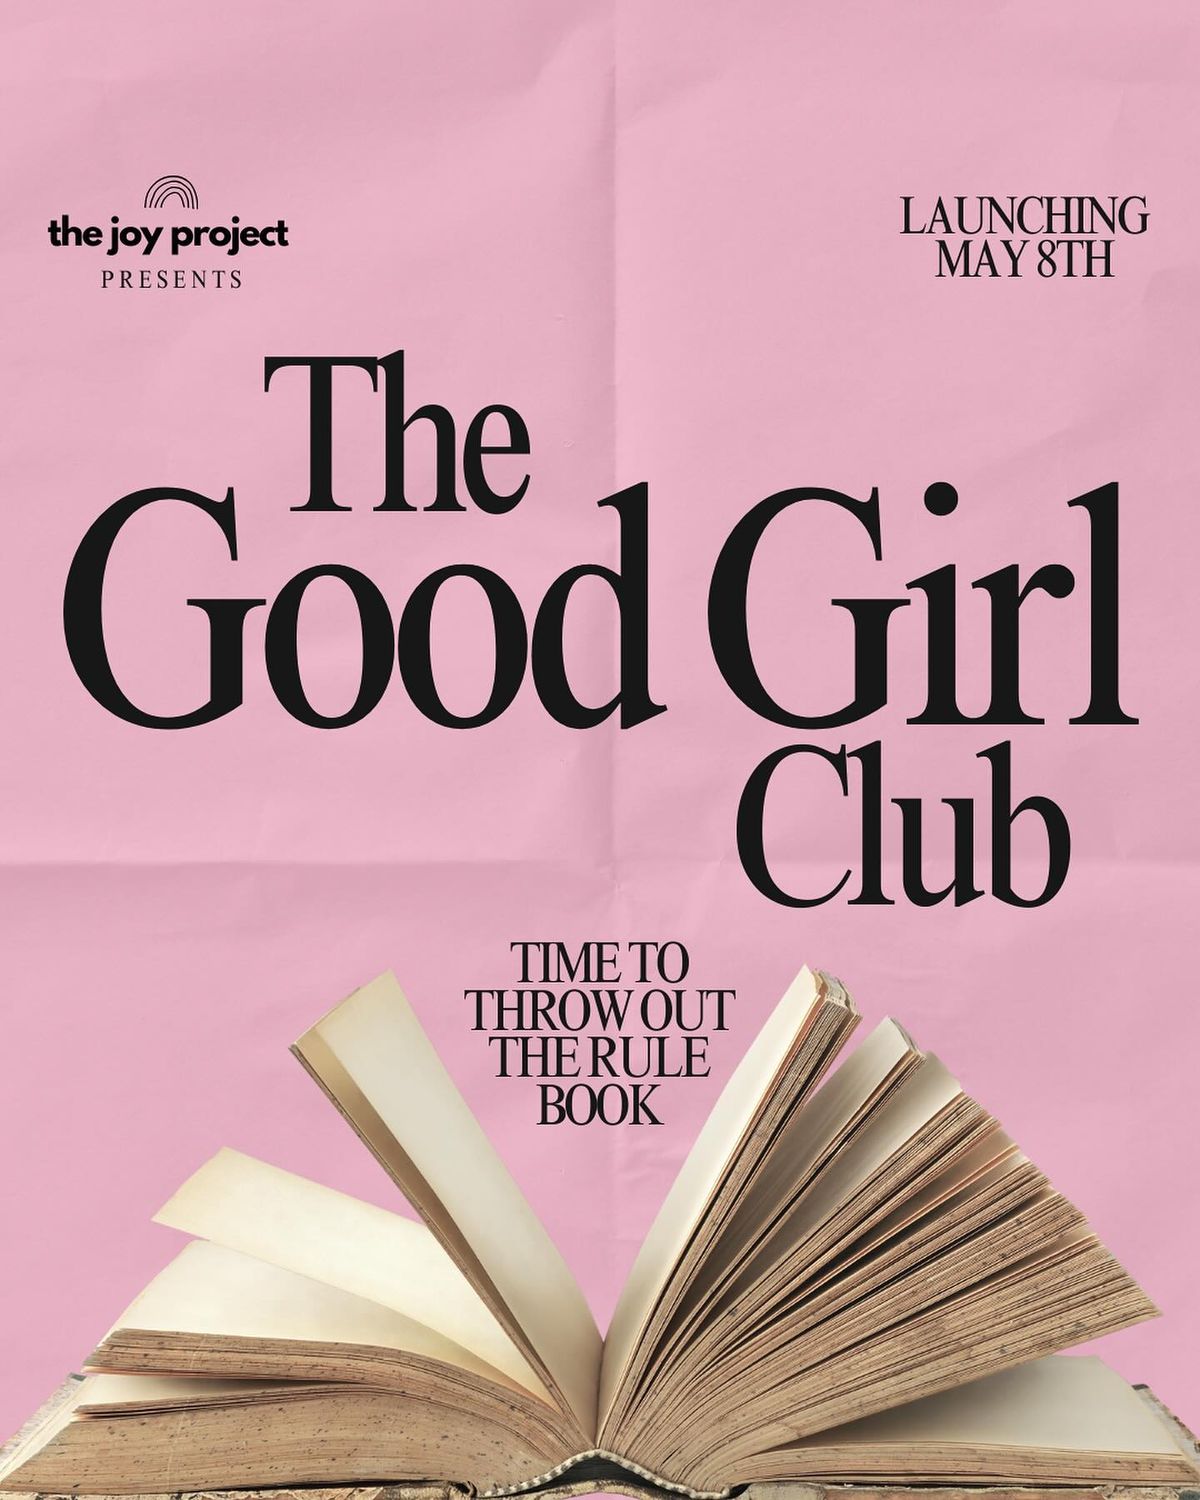 the joy project
PRESENTS
LAUNCHING
MAY 8TH
The
Good Girl
Club
TIME TO
THROW OUT
THE RULE
BOOK